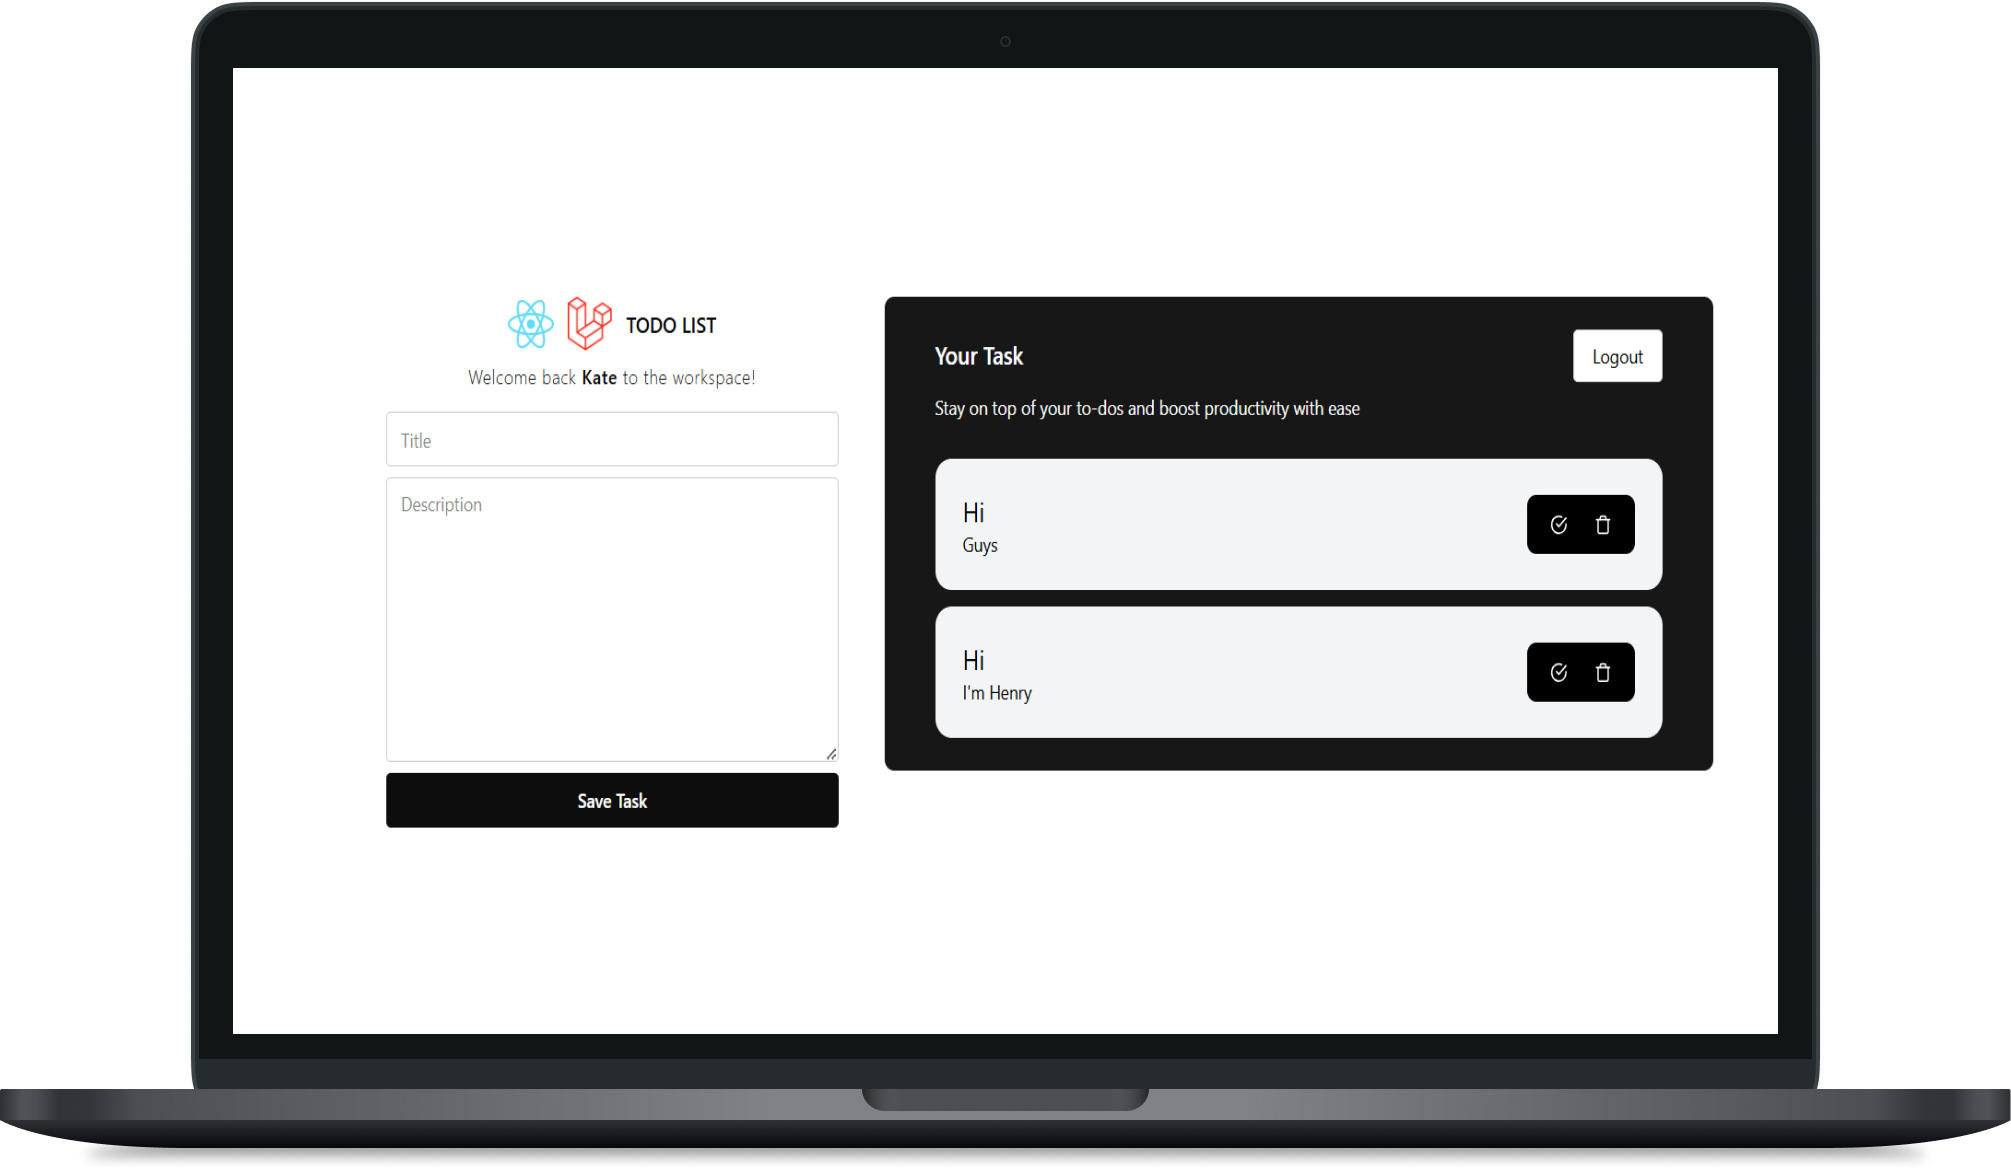 TODO LIST
Welcome back Kate to the workspace!
Title
Description
Save Task
Your Task
Logout
Stay on top of your to-dos and boost productivity with ease
Hi
Guys
Hi
I'm Henry